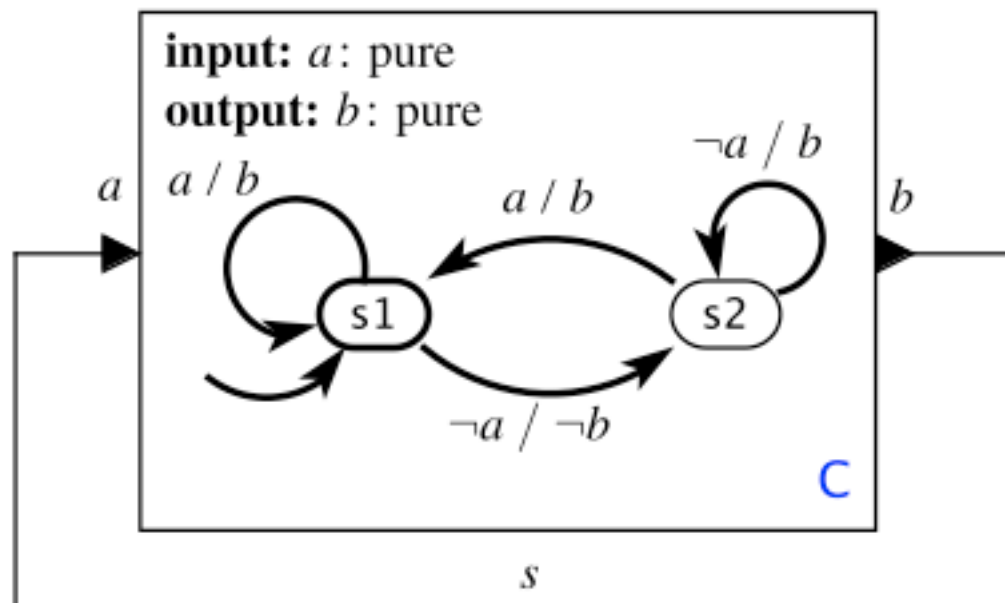 input: a: pure
output: b: pure
a
a / b
a / b
¬a / b
b
s1
s2
¬a / ¬b
C
s